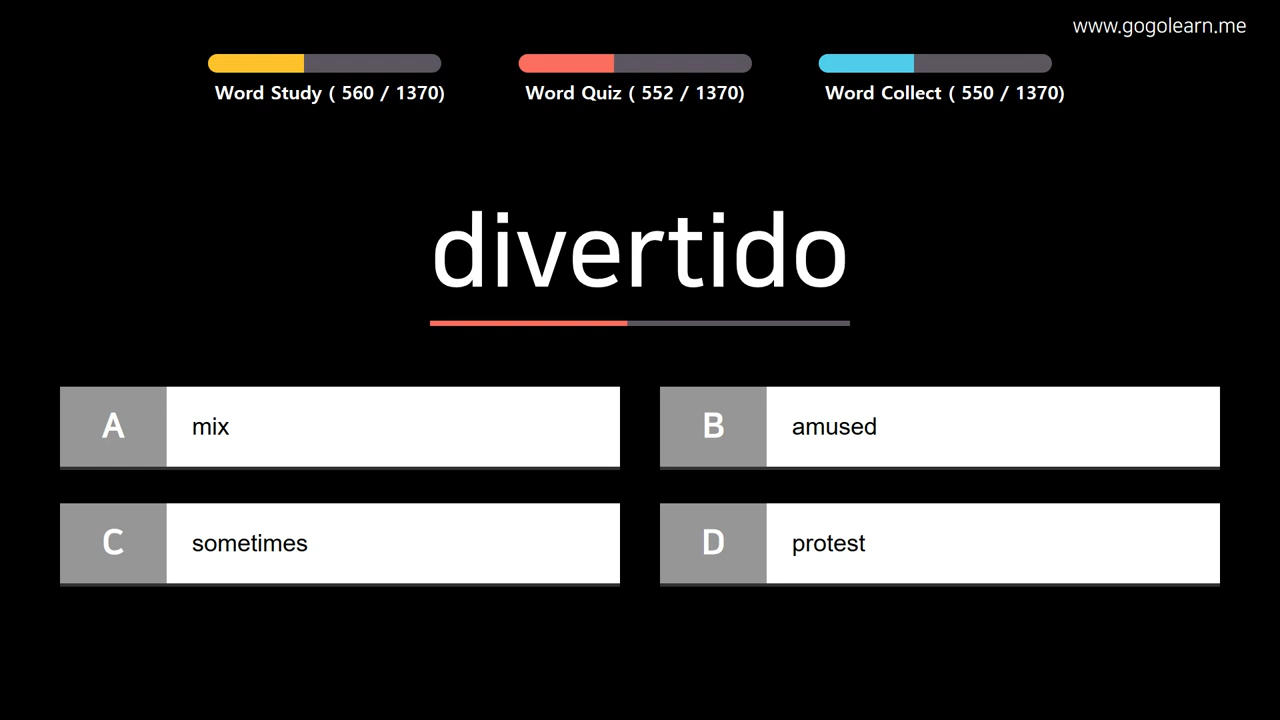 www.gogolearn.me
Word Study ( 560 / 1370)
Word Quiz ( 552 / 1370)
Word Collect ( 550 / 1370)
divertido
A mix
B amused
C sometimes
D protest